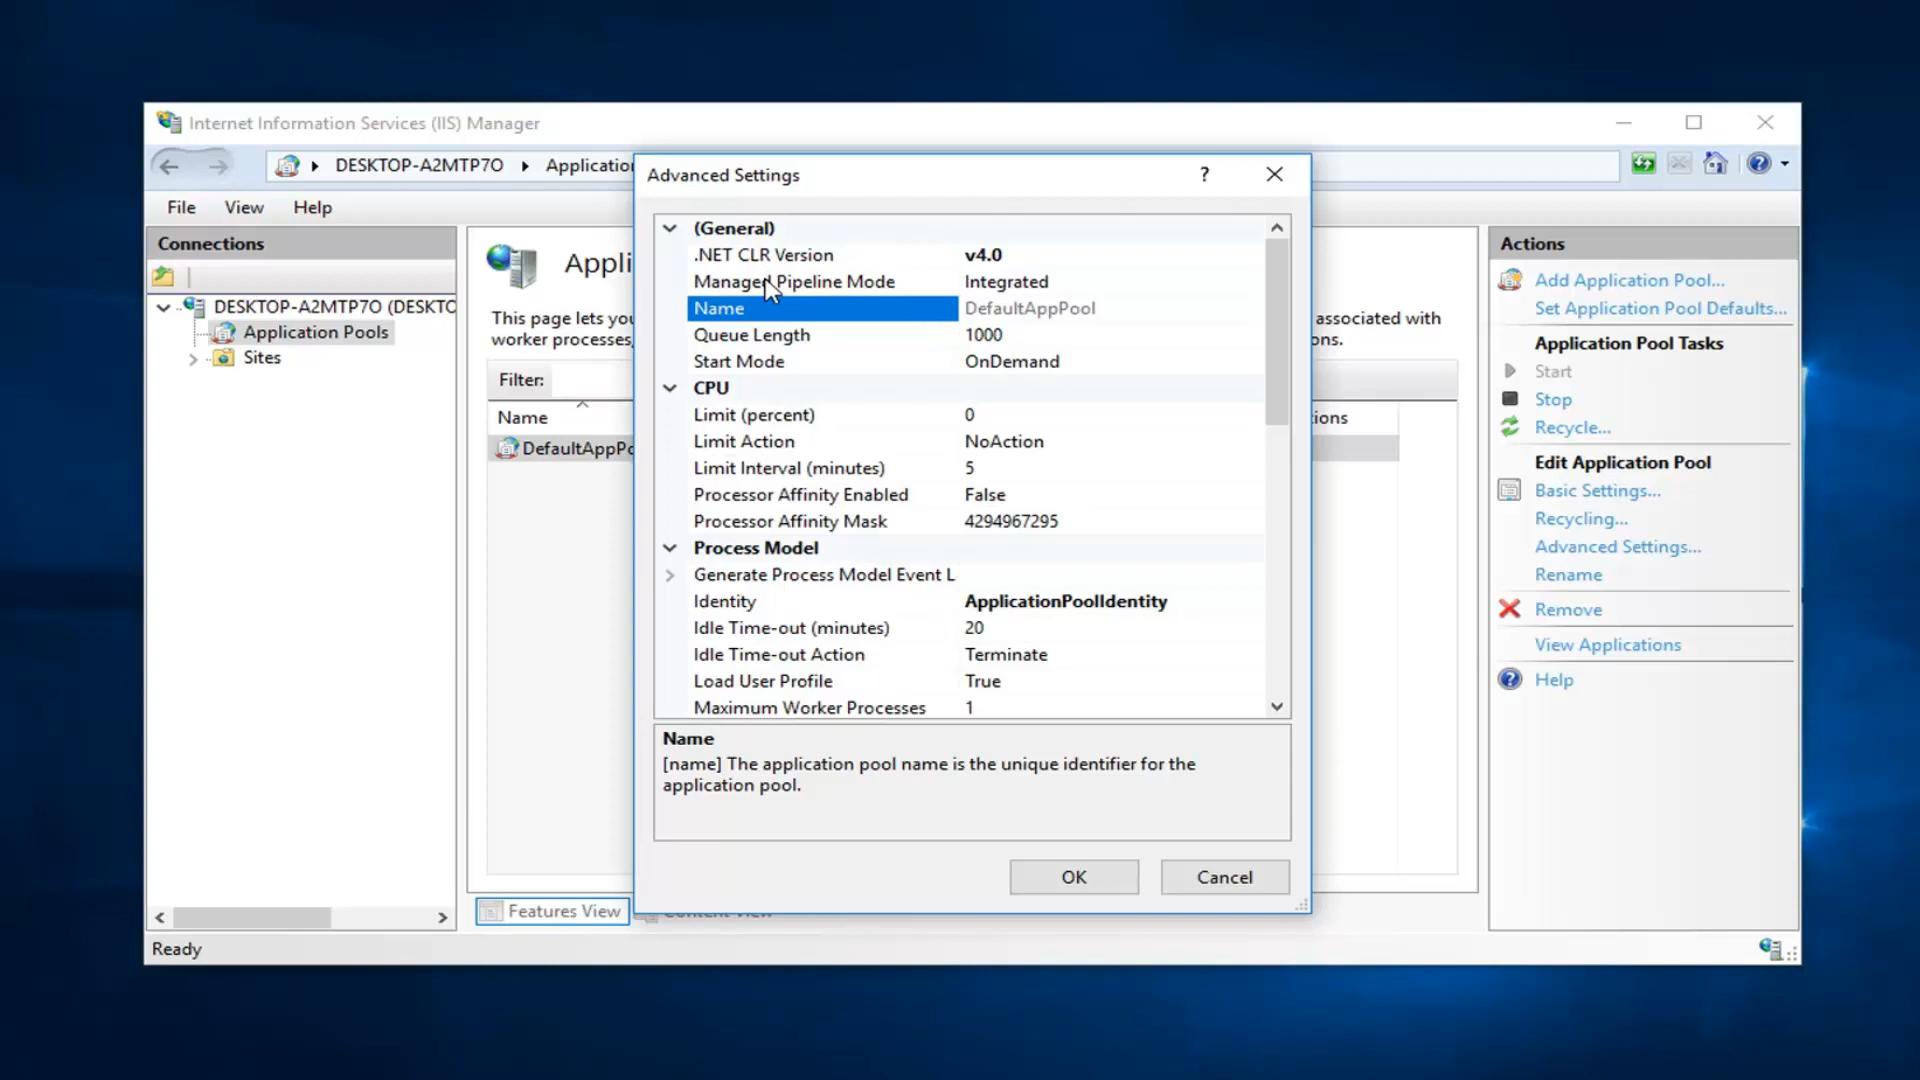 Internet Information Services (IIS) Manager
DESKTOP-A2MTP7O
Application
File View Help
Connections
DESKTOP-A2MTP7O (DESKTO
Application Pools
Sites
Appli
This page lets you
associated with
worker processes,
ons.
Filter:
Name
ions
DefaultAppPo
Advanced Settings
?
(General)
.NET CLR Version v4.0
Managed Pipeline Mode Integrated
Name DefaultAppPool
Queue Length 1000
Start Mode OnDemand
CPU
Limit (percent) 0
Limit Action NoAction
Limit Interval (minutes) 5
Processor Affinity Enabled False
Processor Affinity Mask 4294967295
Process Model
Generate Process Model Event L
Identity ApplicationPoolIdentity
Idle Time-out (minutes) 20
Idle Time-out Action Terminate
Load User Profile True
Maximum Worker Processes 1
Name
[name] The application pool name is the unique identifier for the
application pool.
OK Cancel
Actions
Add Application Pool...
Set Application Pool Defaults...
Application Pool Tasks
Start
Stop
Recycle...
Edit Application Pool
Basic Settings...
Recycling...
Advanced Settings...
Rename
Remove
View Applications
Help
Features View
Content View
Ready